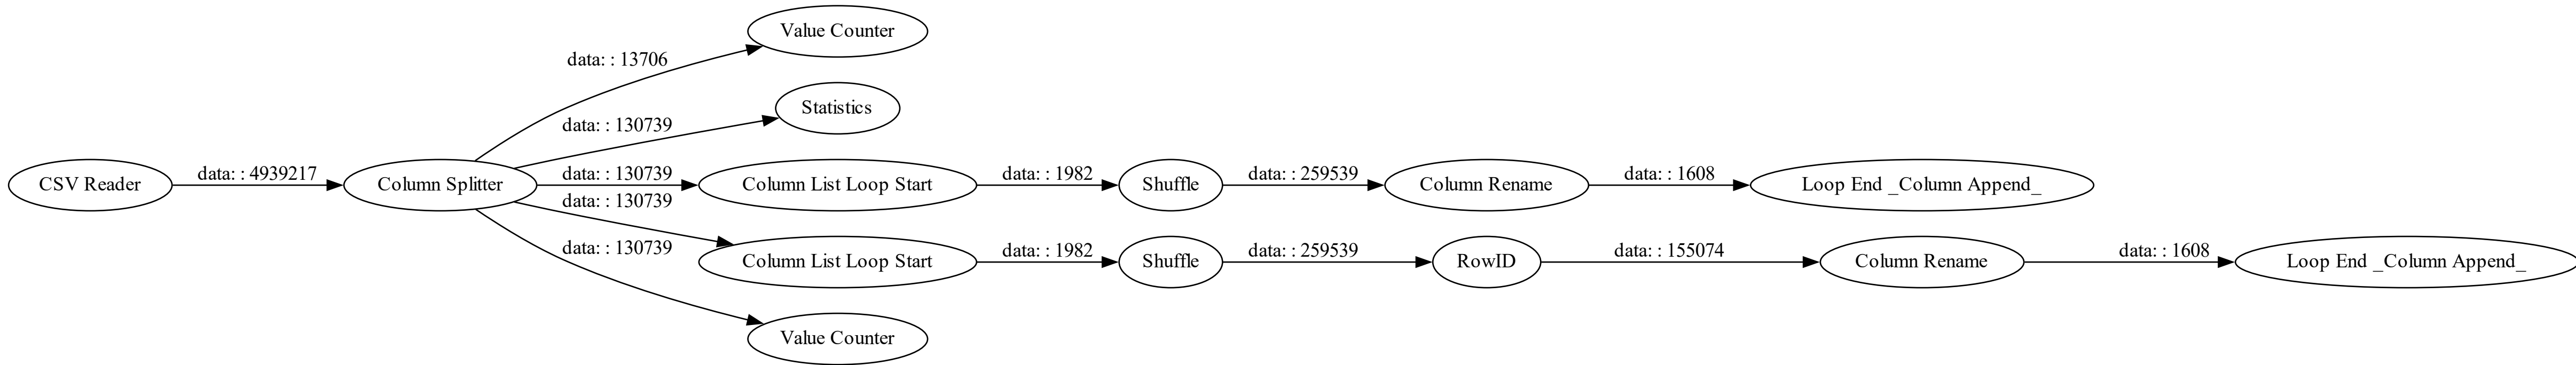 Value Counter
data: : 13706
Statistics
data: : 130739
CSV Reader
data: : 4939217
Column Splitter
data: : 130739
Column List Loop Start
data: : 1982
Shuffle
data: : 259539
Column Rename
data: : 1608
Loop End _Column Append_
data: : 130739
Column List Loop Start
data: : 1982
Shuffle
data: : 259539
RowID
data: : 155074
Column Rename
data: : 1608
Loop End _Column Append_
data: : 130739
Value Counter